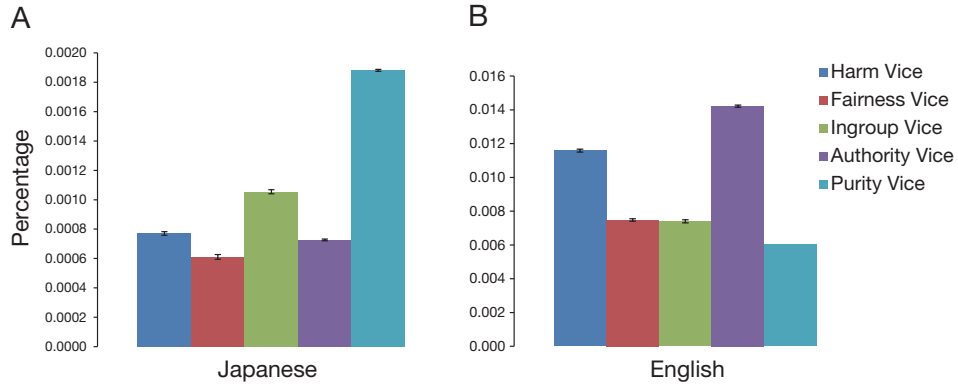 A
B
Percentage
0.0020
0.0018
0.0016
0.0014
0.0012
0.0010
0.0008
0.0006
0.0004
0.0002
0.0000
Japanese
0.016
0.014
0.012
0.010
0.008
0.006
0.004
0.002
0.000
English
Harm Vice
Fairness Vice
Ingroup Vice
Authority Vice
Purity Vice